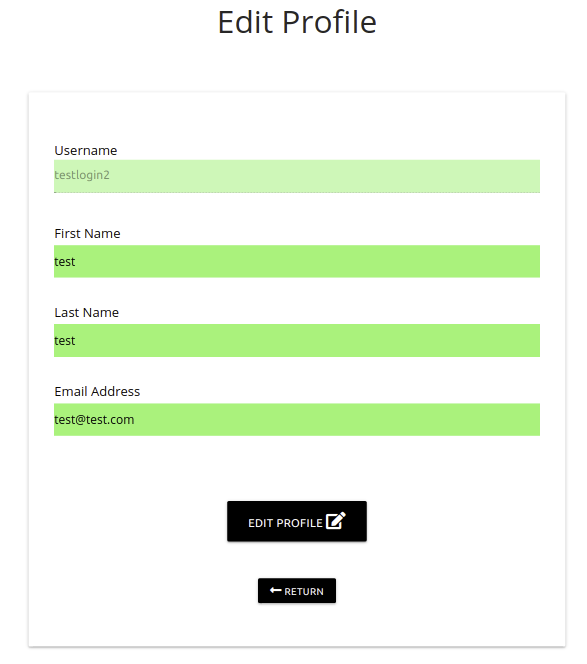 Edit Profile
Username
testlogin2
First Name
test
Last Name
test
Email Address
test@test.com
EDIT PROFILE
RETURN